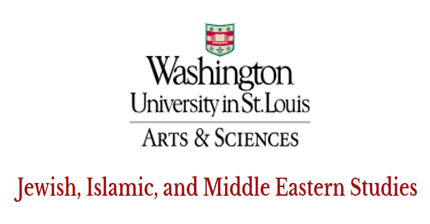 Washington
University in St. Louis
ARTS & SCIENCES
Jewish, Islamic, and Middle Eastern Studies